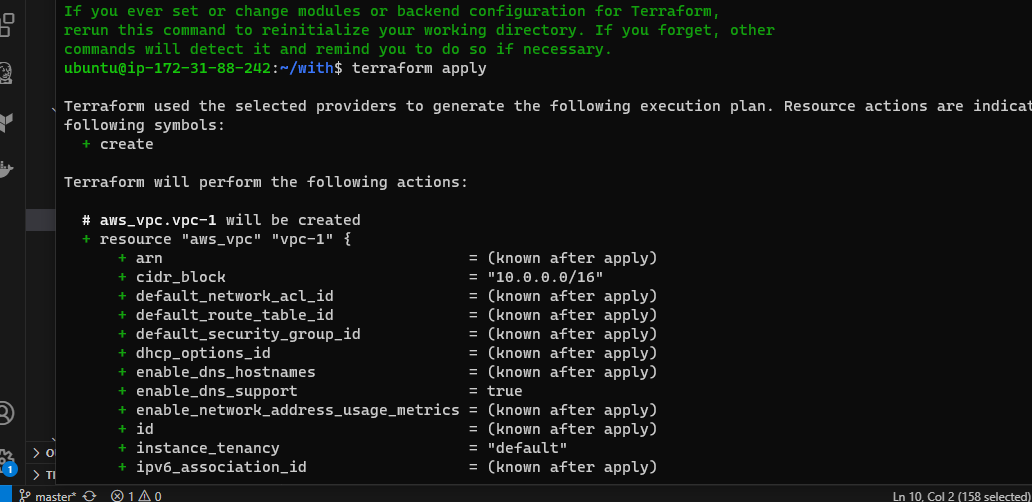 If you ever set or change modules or backend configuration for Terraform,
rerun this command to reinitialize your working directory. If you forget, other
commands will detect it and remind you to do so if necessary.
ubuntu@ip-172-31-88-242:~/with$ terraform apply
Terraform used the selected providers to generate the following execution plan. Resource actions are indicat
following symbols:
+ create
Terraform will perform the following actions:
# aws_vpc.vpc-1 will be created
+ resource "aws_vpc" "vpc-1" {
+ arn = (known after apply)
+ cidr_block = "10.0.0.0/16"
+ default_network_acl_id = (known after apply)
+ default_route_table_id = (known after apply)
+ default_security_group_id = (known after apply)
+ dhcp_options_id = (known after apply)
+ enable_dns_hostnames = (known after apply)
+ enable_dns_support = true
+ enable_network_address_usage_metrics = (known after apply)
+ id = (known after apply)
+ instance_tenancy = "default"
+ ipv6_association_id = (known after apply)
> O
> TI
1
master* 1 0
Ln 10, Col 2 (158 selected)